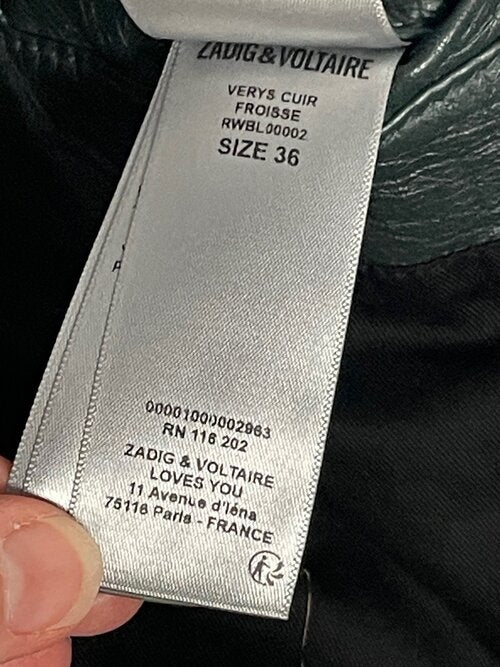 ZADIG & VOLTAIRE
VERYS CUIR
FROISSE
RWBL00002
SIZE 36
00001000002963
RN 116 202
ZADIG & VOLTAIRE
LOVES YOU
11 Avenue d'Iéna
75116 Paris - FRANCE